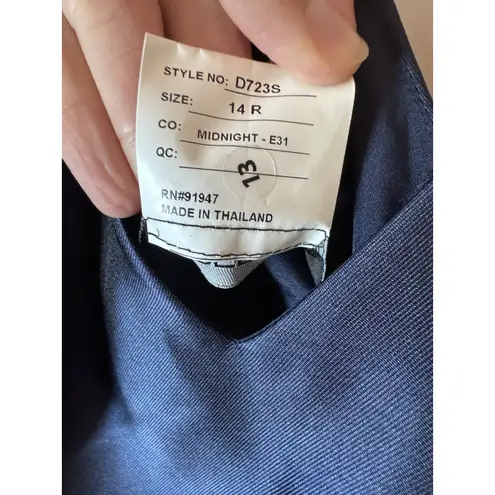 STYLE NO: D723S
SIZE: 14 R
CO: MIDNIGHT - E31
QC: 13
RN#91947
MADE IN THAILAND